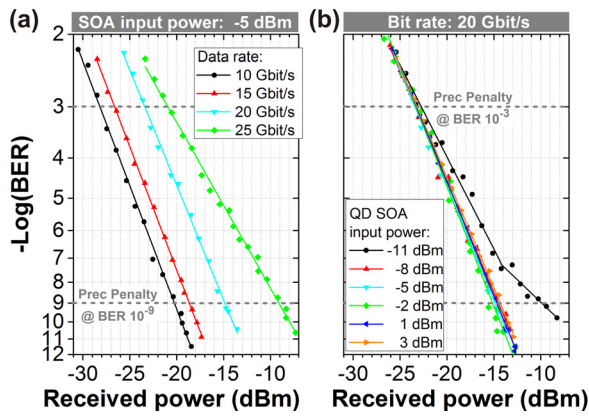 (a)
SOA input power: -5 dBm
(b)
Bit rate: 20 Gbit/s
-Log(BER)
2
3
4
5
6
7
8
9
10
11
12
Data rate:
10 Gbit/s
15 Gbit/s
20 Gbit/s
25 Gbit/s
Prec Penalty
@ BER 10⁻⁹
-30 -25 -20 -15 -10
Received power (dBm)
Prec Penalty
@ BER 10⁻³
QD SOA
input power:
-11 dBm
-8 dBm
-5 dBm
-2 dBm
1 dBm
3 dBm
-30 -25 -20 -15 -10
Received power (dBm)